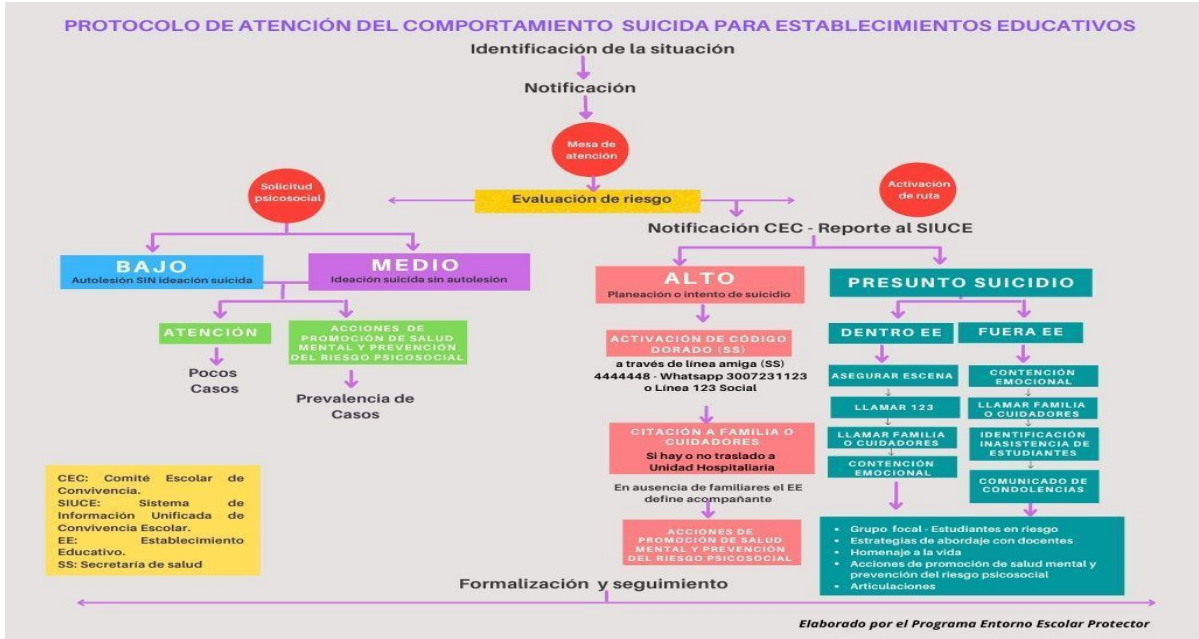 PROTOCOLO DE ATENCIÓN DEL COMPORTAMIENTO SUICIDA PARA ESTABLECIMIENTOS EDUCATIVOS
Identificación de la situación
Notificación
Mesa de
atención
Solicitud
psicosocial
Evaluación de riesgo
Activación
de ruta
Notificación CEC - Reporte al SIUCE
BAJO
Autolesión SIN ideación suicida
MEDIO
Ideación suicida sin autolesión
ATENCIÓN
Pocos
Casos
ACCIONES DE
PROMOCIÓN DE SALUD
MENTAL Y PREVENCIÓN
DEL RIESGO PSICOSOCIAL
Prevalencia de
Casos
ALTO
Planeación o intento de suicidio
ACTIVACIÓN DE CÓDIGO
DORADO (SS)
a través de línea amiga (SS)
4444448 - Whatsapp 3007231123
o Línea 123 Social
CITACIÓN A FAMILIA O
CUIDADORES
Si hay o no traslado a
Unidad Hospitaliaria
En ausencia de familiares el EE
define acompañante
ACCIONES DE
PROMOCIÓN DE SALUD
MENTAL Y PREVENCIÓN
DEL RIESGO PSICOSOCIAL
PRESUNTO SUICIDIO
DENTRO EE
ASEGURAR ESCENA
LLAMAR 123
LLAMAR FAMILIA
O CUIDADORES
CONTENCIÓN
EMOCIONAL
FUERA EE
CONTENCIÓN
EMOCIONAL
LLAMAR FAMILIA
O CUIDADORES
IDENTIFICACIÓN
INASISTENCIA DE
ESTUDIANTES
COMUNICADO DE
CONDOLENCIAS
• Grupo focal - Estudiantes en riesgo
• Estrategias de abordaje con docentes
• Homenaje a la vida
• Acciones de promoción de salud mental y
prevención del riesgo psicosocial
• Articulaciones
CEC: Comité Escolar de
Convivencia.
SIUCE: Sistema de
Información Unificada de
Convivencia Escolar.
EE: Establecimiento
Educativo.
SS: Secretaría de salud
Formalización y seguimiento
Elaborado por el Programa Entorno Escolar Protector